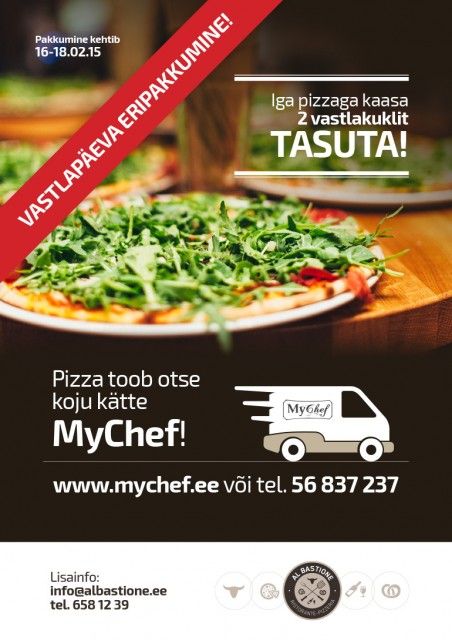 Pakkumine kehtib
16-18.02.15
VASTLAPÄEVA ERIPAKKUMINE!
Iga pizzaga kaasa
2 vastlakuklit
TASUTA!
Pizza toob otse
koju kätte
MyChef!
MyChef
www.mychef.ee või tel. 56 837 237
Lisainfo:
info@albastione.ee
tel. 658 12 39
AL BASTIONE
RISTORANTE-PIZZERIA